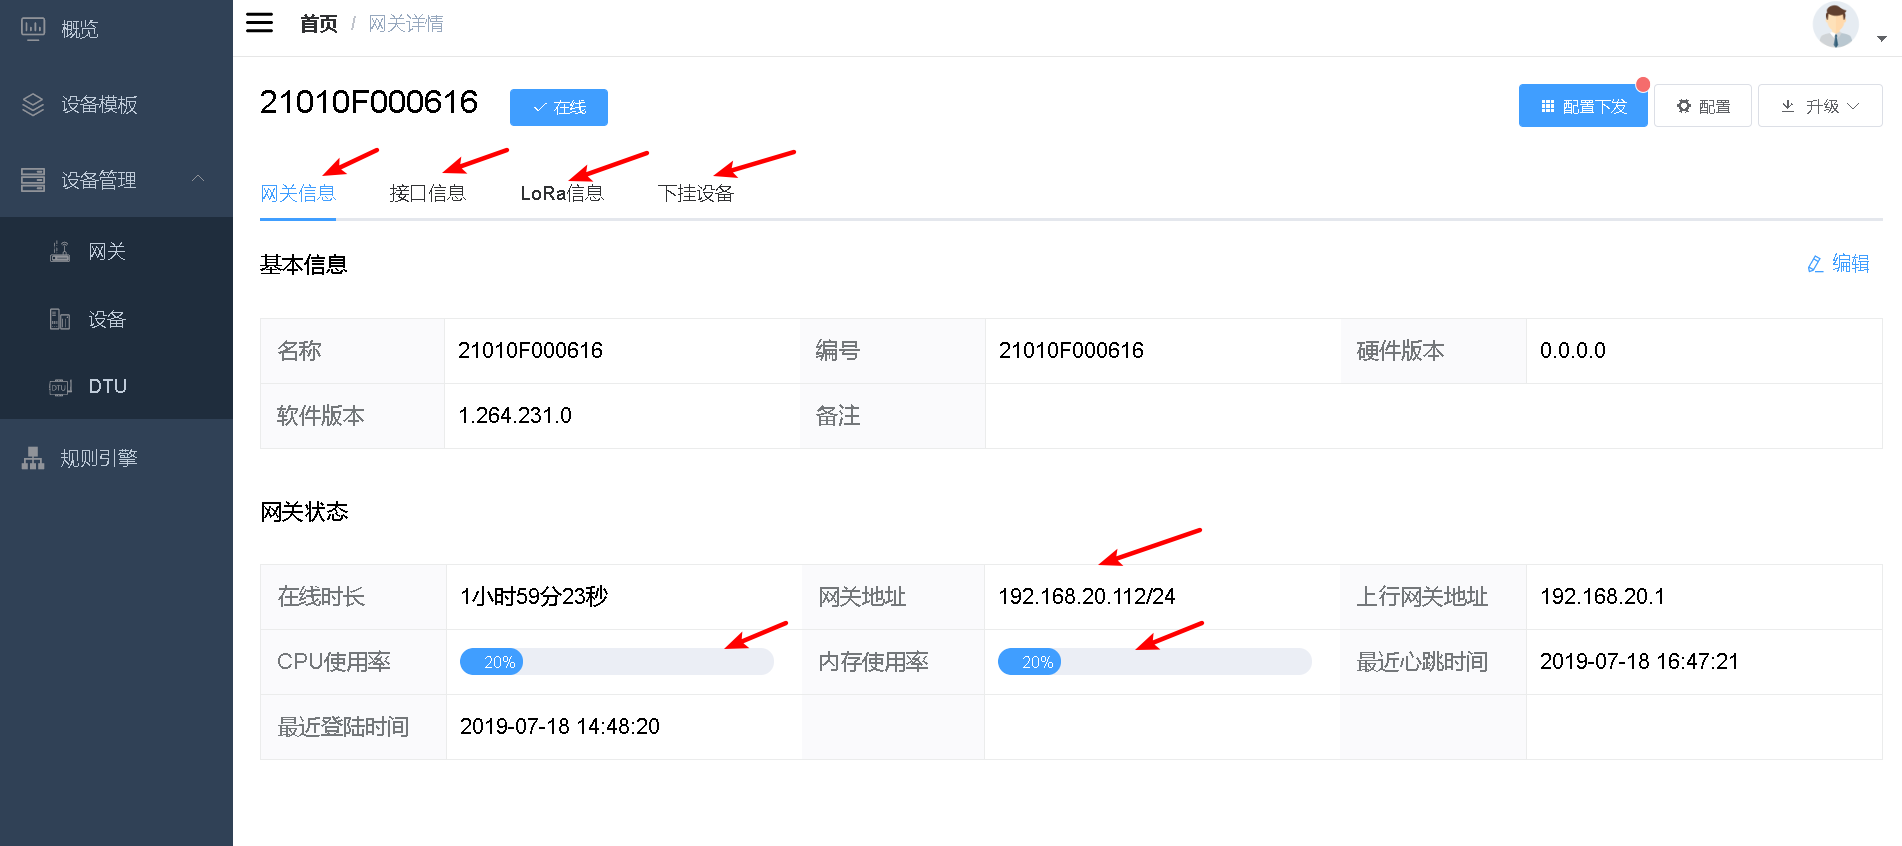 概览
设备模板
设备管理
网关
设备
DTU
规则引擎
首页 / 网关详情
21010F000616 在线
配置下发 配置 升级
网关信息 接口信息 LoRa信息 下挂设备
基本信息 编辑
名称 21010F000616 编号 21010F000616 硬件版本 0.0.0.0
软件版本 1.264.231.0 备注
网关状态
在线时长 1小时59分23秒 网关地址 192.168.20.112/24 上行网关地址 192.168.20.1
CPU使用率 20% 内存使用率 20% 最近心跳时间 2019-07-18 16:47:21
最近登陆时间 2019-07-18 14:48:20